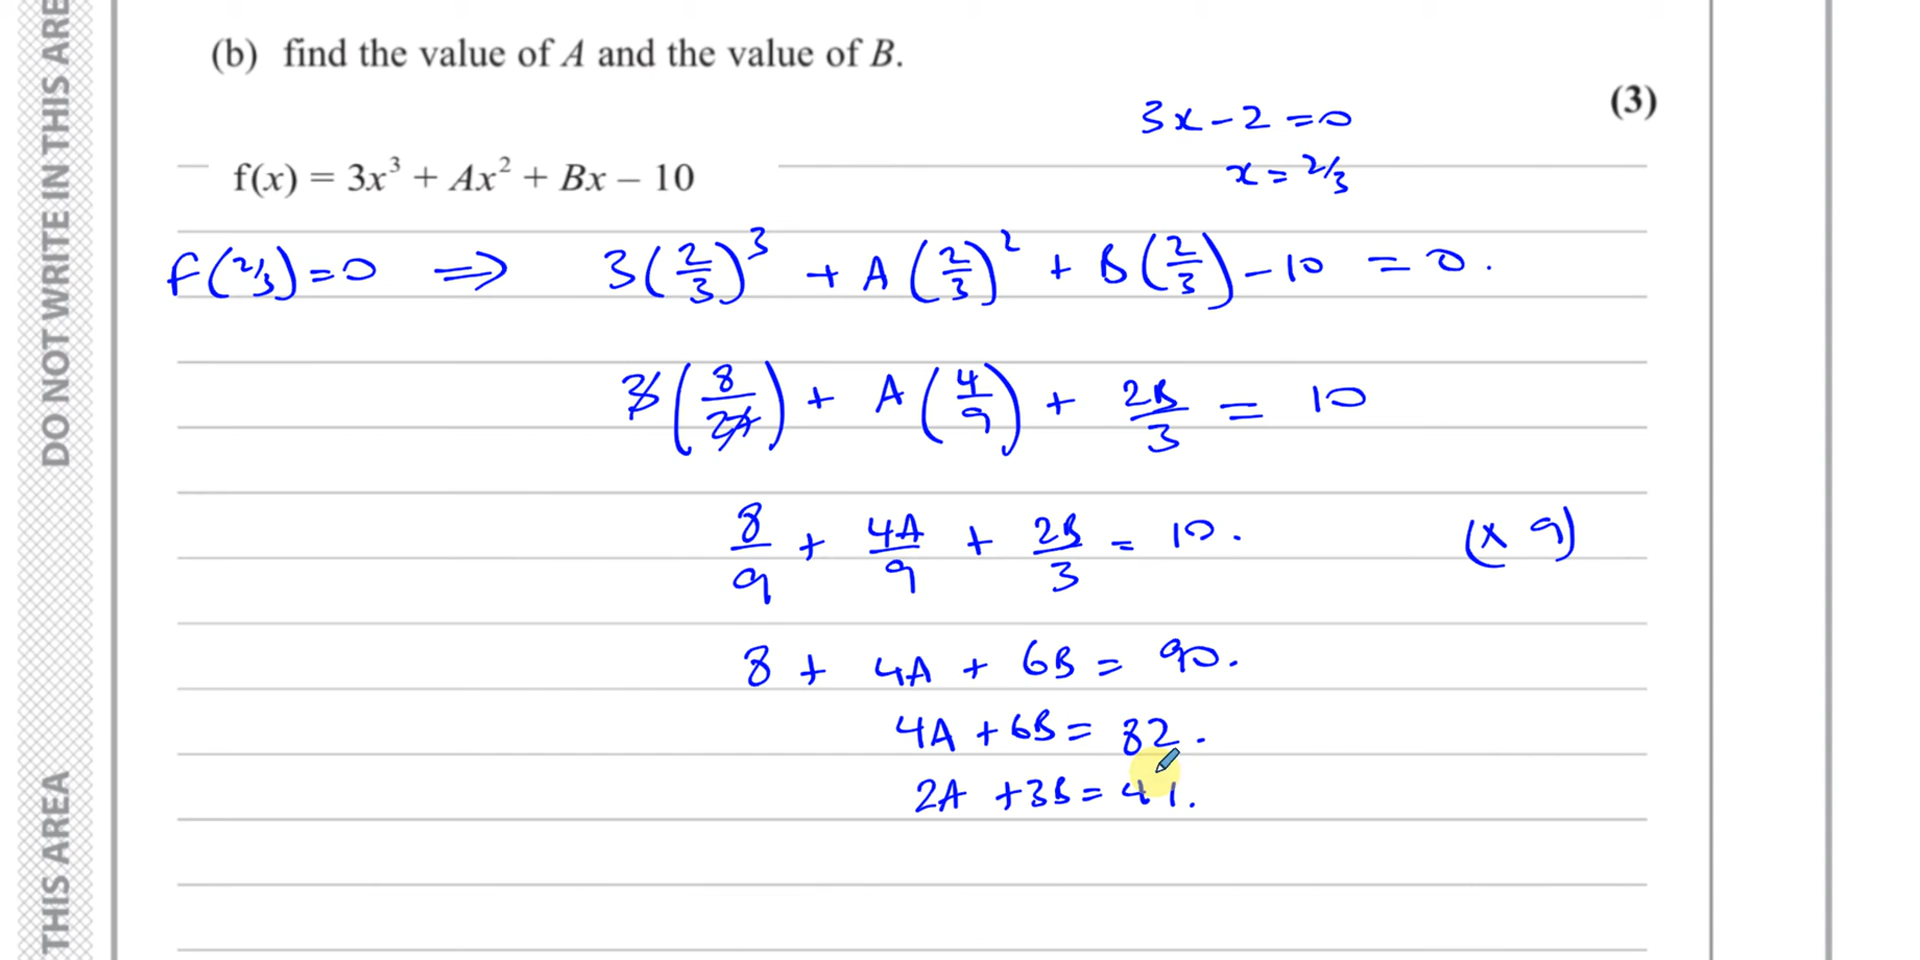 DO NOT WRITE IN THIS ARE
THIS AREA
(b) find the value of A and the value of B.
(3)
3x - 2 = 0
x = 2/3
f(x) = 3x³ + Ax² + Bx – 10
f(2/3) = 0 ⇒ 3(2/3)³ + A(2/3)² + B(2/3) - 10 = 0.
3(8/27) + A(4/9) + 2B/3 = 10
8/9 + 4A/9 + 2B/3 = 10. (× 9)
8 + 4A + 6B = 90.
4A + 6B = 82.
2A + 3B = 41.